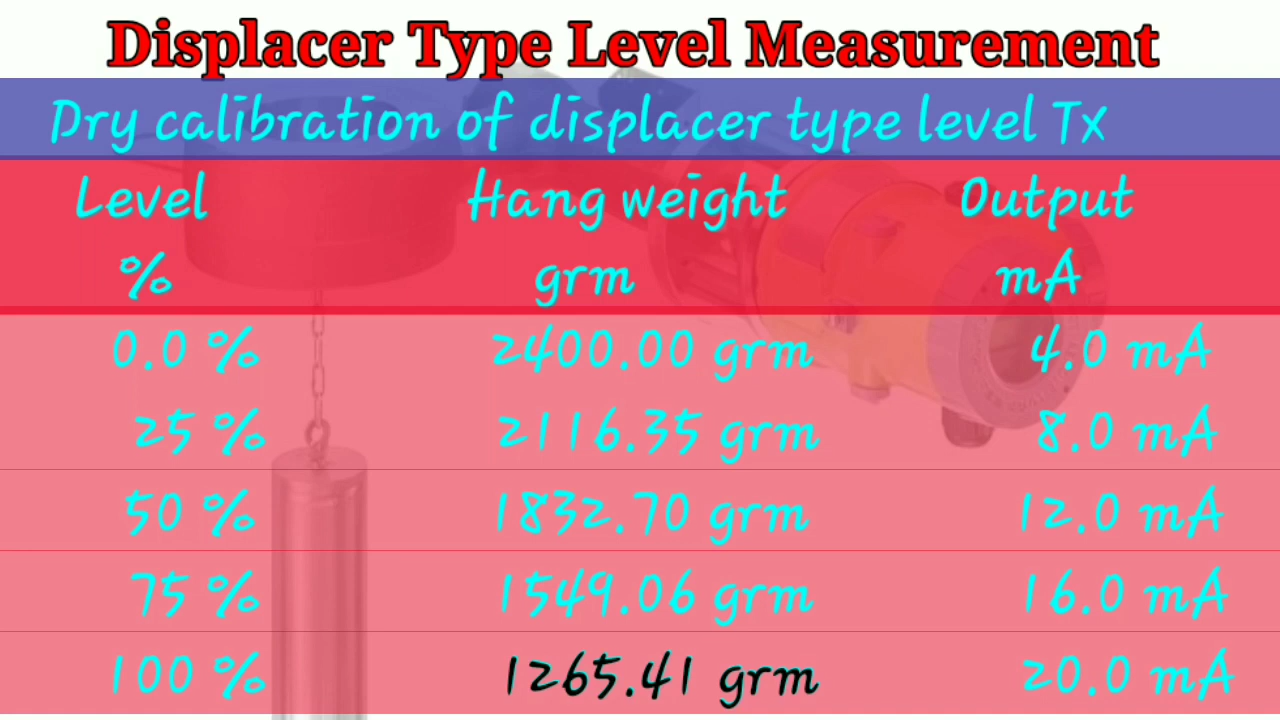 Displacer Type Level Measurement
Dry calibration of displacer type level Tx
Level Hang weight Output
% grm mA
0.0 % 2400.00 grm 4.0 mA
25 % 2116.35 grm 8.0 mA
50 % 1832.70 grm 12.0 mA
75 % 1549.06 grm 16.0 mA
100 % 1265.41 grm 20.0 mA